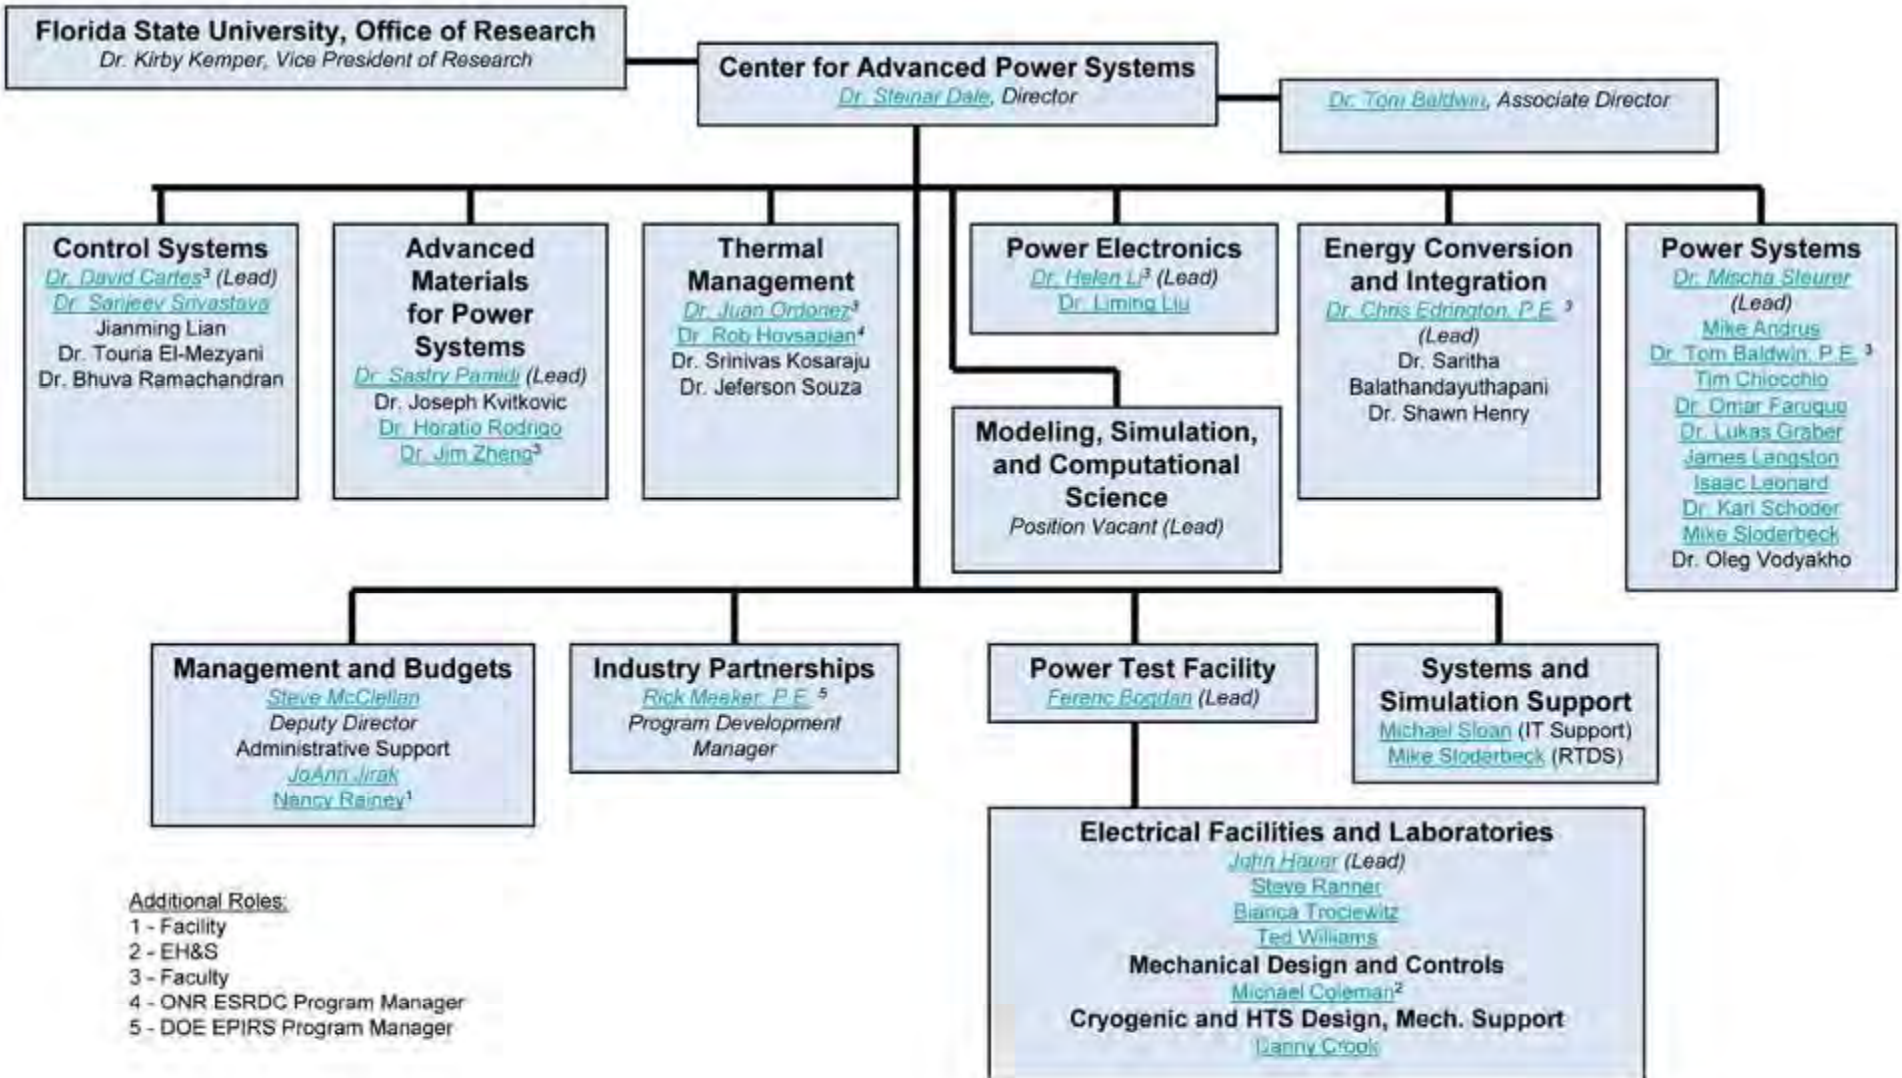 Florida State University, Office of Research
Dr. Kirby Kemper, Vice President of Research
Center for Advanced Power Systems
Dr. Steinar Dale, Director
Dr. Tom Baldwin, Associate Director
Control Systems
Dr. David Cartes³ (Lead)
Dr. Sanjeev Srivastava
Jianming Lian
Dr. Touria El-Mezyani
Dr. Bhuva Ramachandran
Advanced
Materials
for Power
Systems
Dr. Sastry Pamidi (Lead)
Dr. Joseph Kvitkovic
Dr. Horatio Rodrigo
Dr. Jim Zheng³
Thermal
Management
Dr. Juan Ordonez³
Dr. Rob Hovsapian⁴
Dr. Srinivas Kosaraju
Dr. Jeferson Souza
Power Electronics
Dr. Helen Li³ (Lead)
Dr. Liming Liu
Modeling, Simulation,
and Computational
Science
Position Vacant (Lead)
Energy Conversion
and Integration
Dr. Chris Edrington, P.E. ³
(Lead)
Dr. Saritha
Balathandayuthapani
Dr. Shawn Henry
Power Systems
Dr. Mischa Steurer
(Lead)
Mike Andrus
Dr. Tom Baldwin, P.E. ³
Tim Chiocchio
Dr. Omar Faruque
Dr. Lukas Graber
James Langston
Isaac Leonard
Dr. Karl Schoder
Mike Sloderbeck
Dr. Oleg Vodyakho
Management and Budgets
Steve McClellan
Deputy Director
Administrative Support
JoAnn Jirak
Nancy Rainey¹
Industry Partnerships
Rick Meeker, P.E. ⁵
Program Development
Manager
Power Test Facility
Ferenc Bogdan (Lead)
Systems and
Simulation Support
Michael Sloan (IT Support)
Mike Sloderbeck (RTDS)
Electrical Facilities and Laboratories
John Hauer (Lead)
Steve Ranner
Bianca Trociewitz
Ted Williams
Mechanical Design and Controls
Michael Coleman²
Cryogenic and HTS Design, Mech. Support
Danny Crook
Additional Roles:
1 - Facility
2 - EH&S
3 - Faculty
4 - ONR ESRDC Program Manager
5 - DOE EPIRS Program Manager